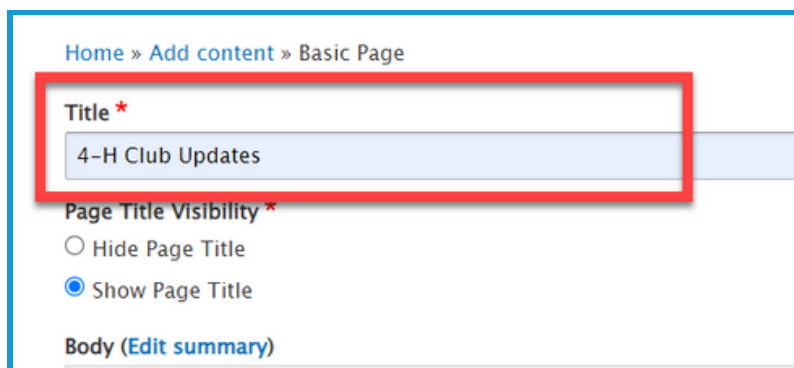 Home » Add content » Basic Page
Title *
4-H Club Updates
Page Title Visibility *
Hide Page Title
Show Page Title
Body (Edit summary)